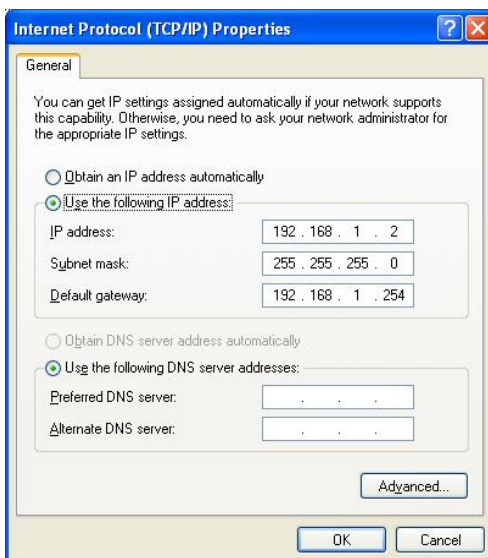 Internet Protocol (TCP/IP) Properties
General
You can get IP settings assigned automatically if your network supports
this capability. Otherwise, you need to ask your network administrator for
the appropriate IP settings.
Obtain an IP address automatically
Use the following IP address:
IP address: 192 . 168 . 1 . 2
Subnet mask: 255 . 255 . 255 . 0
Default gateway: 192 . 168 . 1 . 254
Obtain DNS server address automatically
Use the following DNS server addresses:
Preferred DNS server: . . .
Alternate DNS server: . . .
Advanced...
OK Cancel